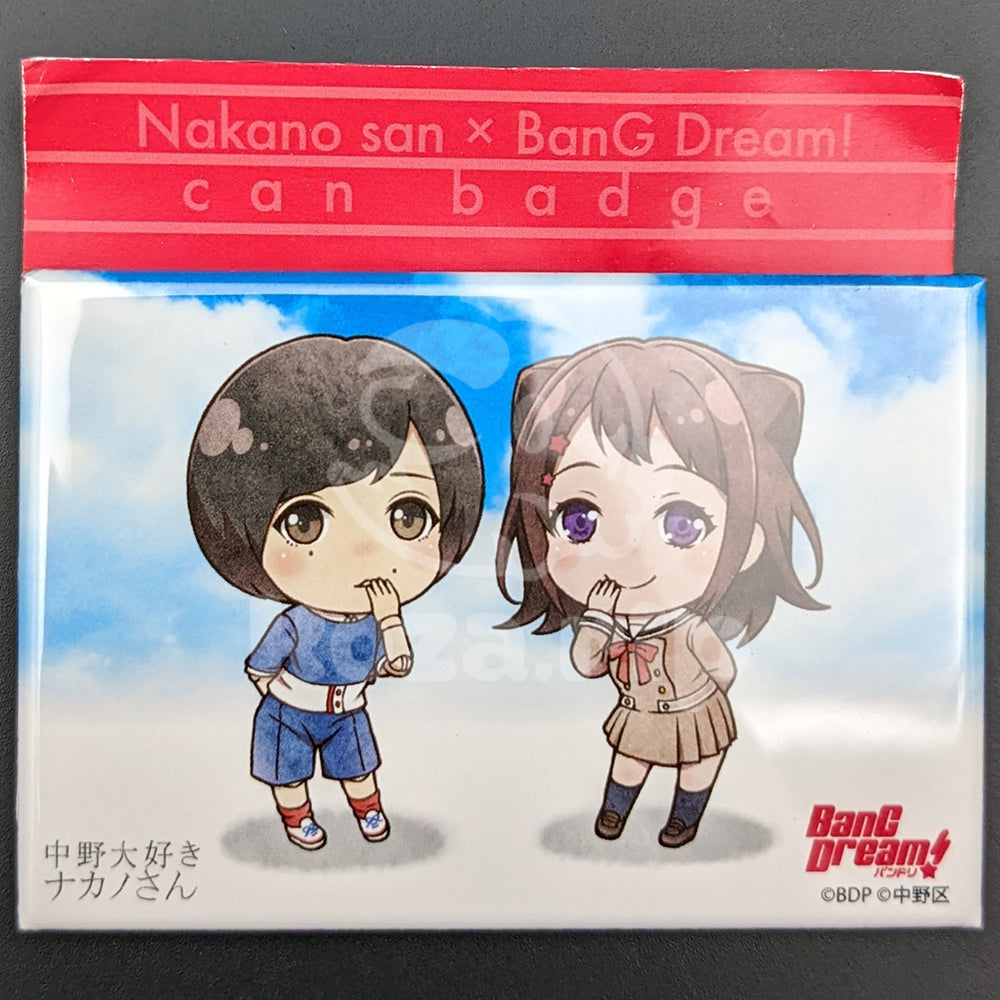 Nakano san × BanG Dream!
can badge
中野大好き
ナカノさん
BanG
Dream!
バンドリ
©BDP ©中野区